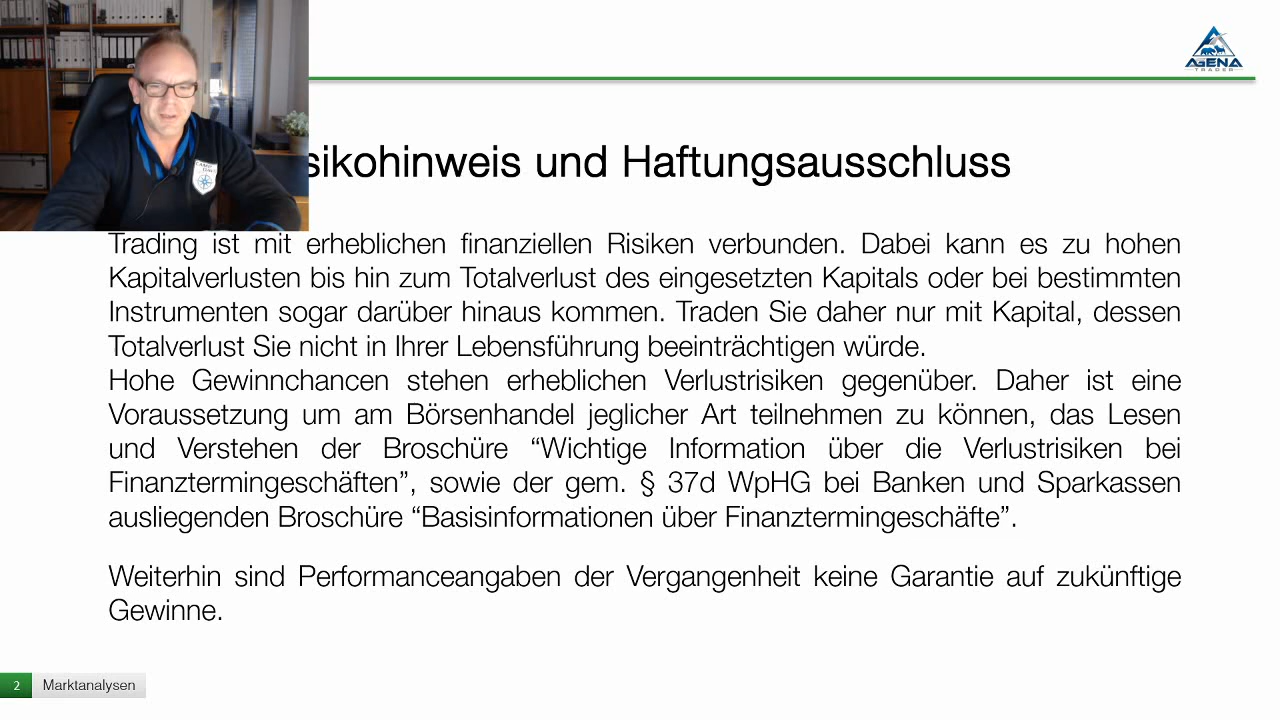 AGENA
TRADER
sikohinweis und Haftungsausschluss
Trading ist mit erheblichen finanziellen Risiken verbunden. Dabei kann es zu hohen
Kapitalverlusten bis hin zum Totalverlust des eingesetzten Kapitals oder bei bestimmten
Instrumenten sogar darüber hinaus kommen. Traden Sie daher nur mit Kapital, dessen
Totalverlust Sie nicht in Ihrer Lebensführung beeinträchtigen würde.
Hohe Gewinnchancen stehen erheblichen Verlustrisiken gegenüber. Daher ist eine
Voraussetzung um am Börsenhandel jeglicher Art teilnehmen zu können, das Lesen
und Verstehen der Broschüre “Wichtige Information über die Verlustrisiken bei
Finanztermingeschäften”, sowie der gem. § 37d WpHG bei Banken und Sparkassen
ausliegenden Broschüre “Basisinformationen über Finanztermingeschäfte”.
Weiterhin sind Performanceangaben der Vergangenheit keine Garantie auf zukünftige
Gewinne.
2 Marktanalysen